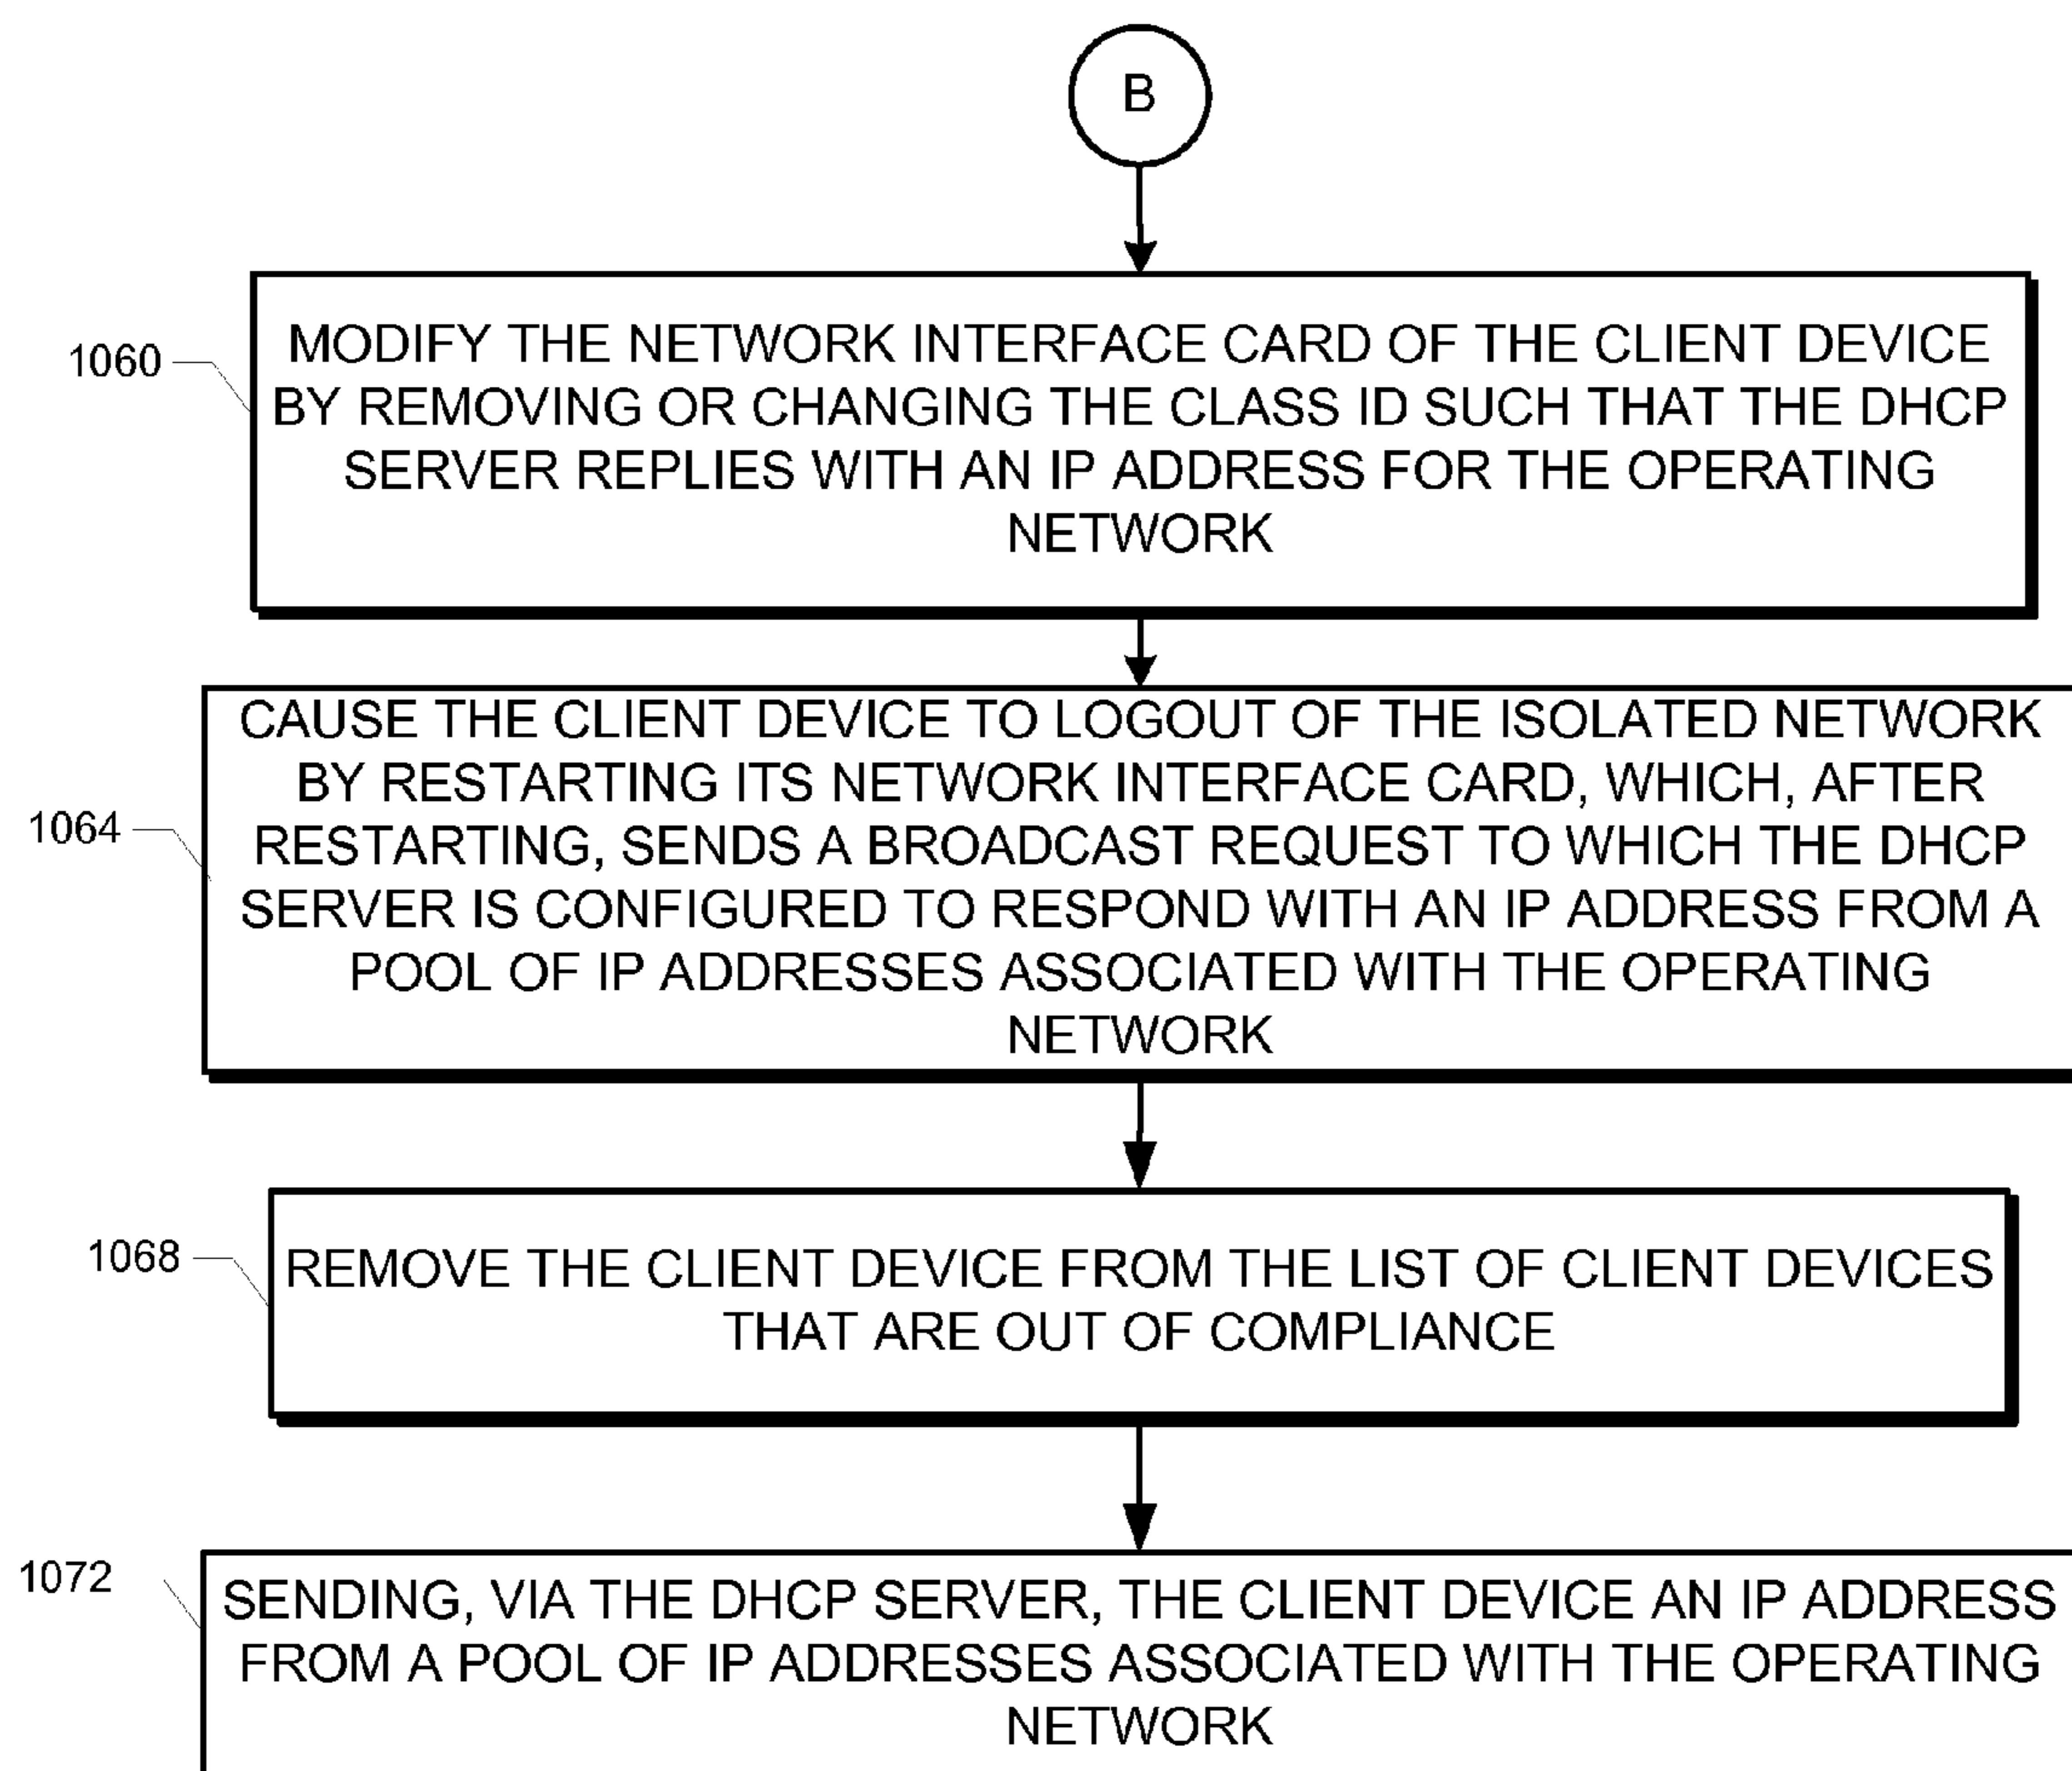 B
1060
MODIFY THE NETWORK INTERFACE CARD OF THE CLIENT DEVICE
BY REMOVING OR CHANGING THE CLASS ID SUCH THAT THE DHCP
SERVER REPLIES WITH AN IP ADDRESS FOR THE OPERATING
NETWORK
1064
CAUSE THE CLIENT DEVICE TO LOGOUT OF THE ISOLATED NETWORK
BY RESTARTING ITS NETWORK INTERFACE CARD, WHICH, AFTER
RESTARTING, SENDS A BROADCAST REQUEST TO WHICH THE DHCP
SERVER IS CONFIGURED TO RESPOND WITH AN IP ADDRESS FROM A
POOL OF IP ADDRESSES ASSOCIATED WITH THE OPERATING
NETWORK
1068
REMOVE THE CLIENT DEVICE FROM THE LIST OF CLIENT DEVICES
THAT ARE OUT OF COMPLIANCE
1072
SENDING, VIA THE DHCP SERVER, THE CLIENT DEVICE AN IP ADDRESS
FROM A POOL OF IP ADDRESSES ASSOCIATED WITH THE OPERATING
NETWORK